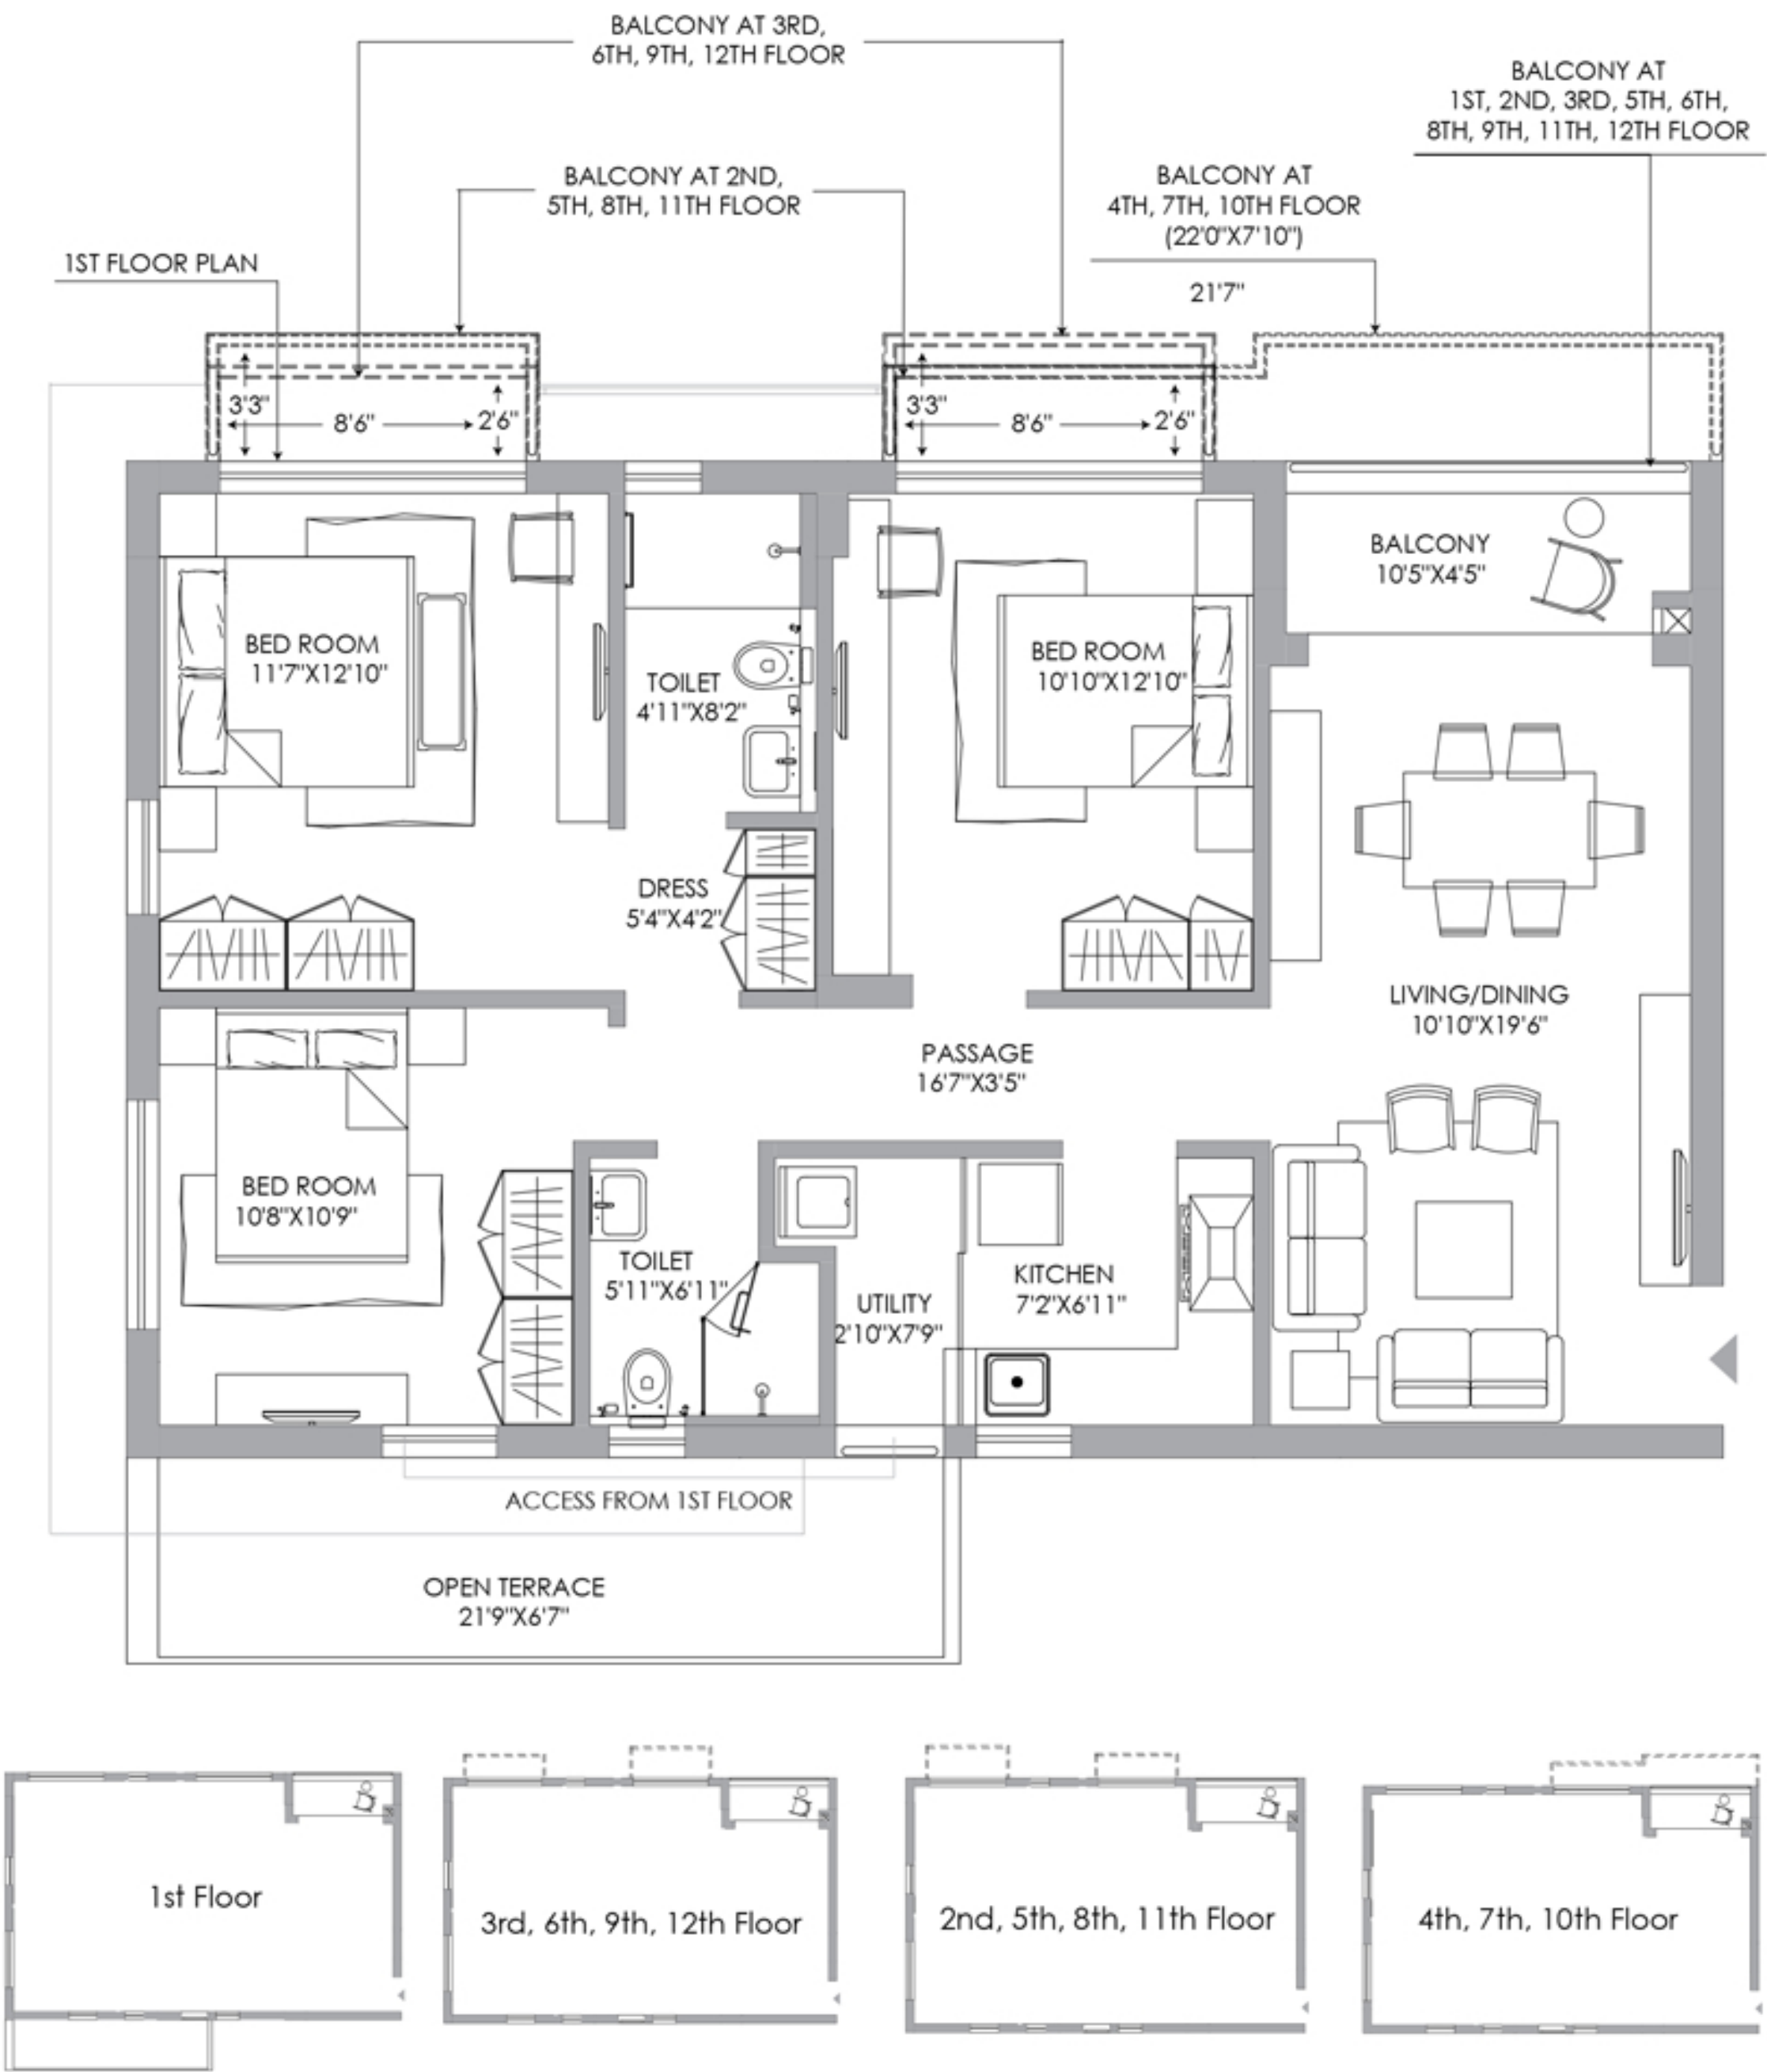 BALCONY AT 3RD,
6TH, 9TH, 12TH FLOOR
BALCONY AT
1ST, 2ND, 3RD, 5TH, 6TH,
8TH, 9TH, 11TH, 12TH FLOOR
BALCONY AT 2ND,
5TH, 8TH, 11TH FLOOR
BALCONY AT
4TH, 7TH, 10TH FLOOR
(22'0"X7'10")
21'7"
1ST FLOOR PLAN
3'3"
8'6"
2'6"
3'3"
8'6"
2'6"
BALCONY
10'5"X4'5"
BED ROOM
11'7"X12'10"
TOILET
4'11"X8'2"
BED ROOM
10'10"X12'10"
DRESS
5'4"X4'2"
LIVING/DINING
10'10"X19'6"
PASSAGE
16'7"X3'5"
BED ROOM
10'8"X10'9"
TOILET
5'11"X6'11"
UTILITY
2'10"X7'9"
KITCHEN
7'2"X6'11"
ACCESS FROM 1ST FLOOR
OPEN TERRACE
21'9"X6'7"
1st Floor
3rd, 6th, 9th, 12th Floor
2nd, 5th, 8th, 11th Floor
4th, 7th, 10th Floor